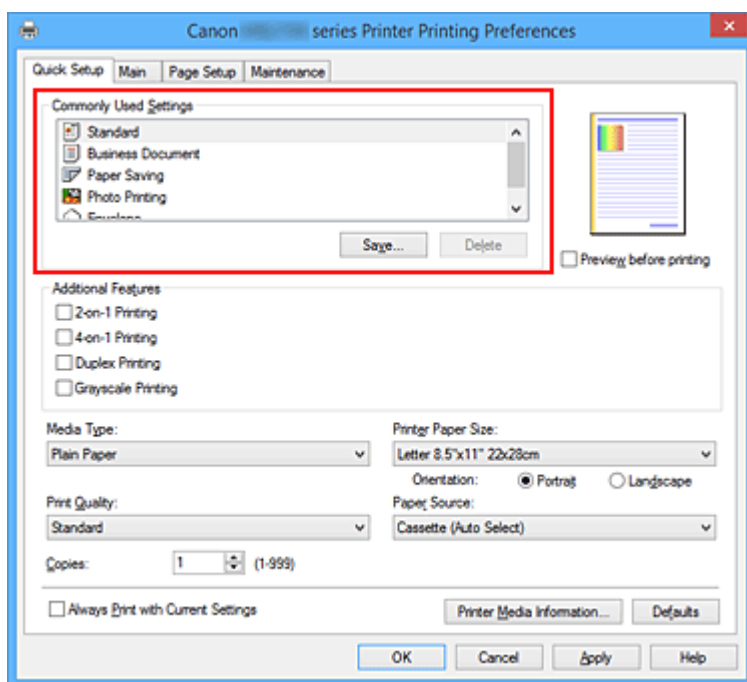 Canon series Printer Printing Preferences
Quick Setup Main Page Setup Maintenance
Commonly Used Settings
Standard
Business Document
Paper Saving
Photo Printing
Envelope
Save... Delete
Preview before printing
Additional Features
2-on-1 Printing
4-on-1 Printing
Duplex Printing
Grayscale Printing
Media Type: Printer Paper Size:
Plain Paper Letter 8.5"x11" 22x28cm
Orientation: Portrait Landscape
Print Quality: Paper Source:
Standard Cassette (Auto Select)
Copies: 1 (1-999)
Always Print with Current Settings Printer Media Information... Defaults
OK Cancel Apply Help